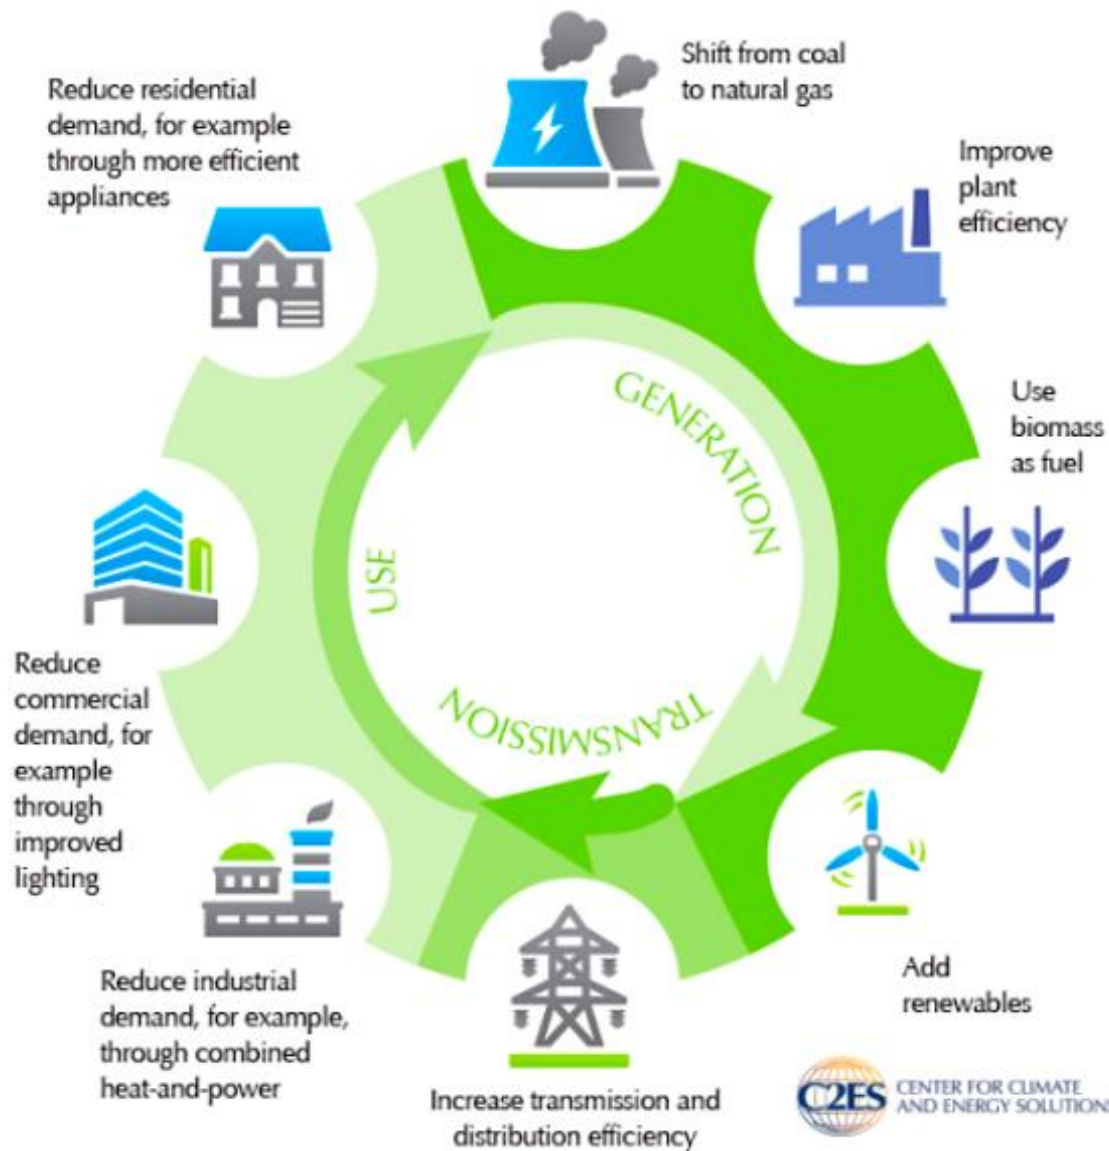 Shift from coal
to natural gas
Improve
plant
efficiency
Use
biomass
as fuel
Add
renewables
Increase transmission and
distribution efficiency
Reduce industrial
demand, for example,
through combined
heat-and-power
Reduce
commercial
demand, for
example
through
improved
lighting
Reduce residential
demand, for example
through more efficient
appliances
GENERATION
TRANSMISSION
USE
C2ES
CENTER FOR CLIMATE
AND ENERGY SOLUTIONS